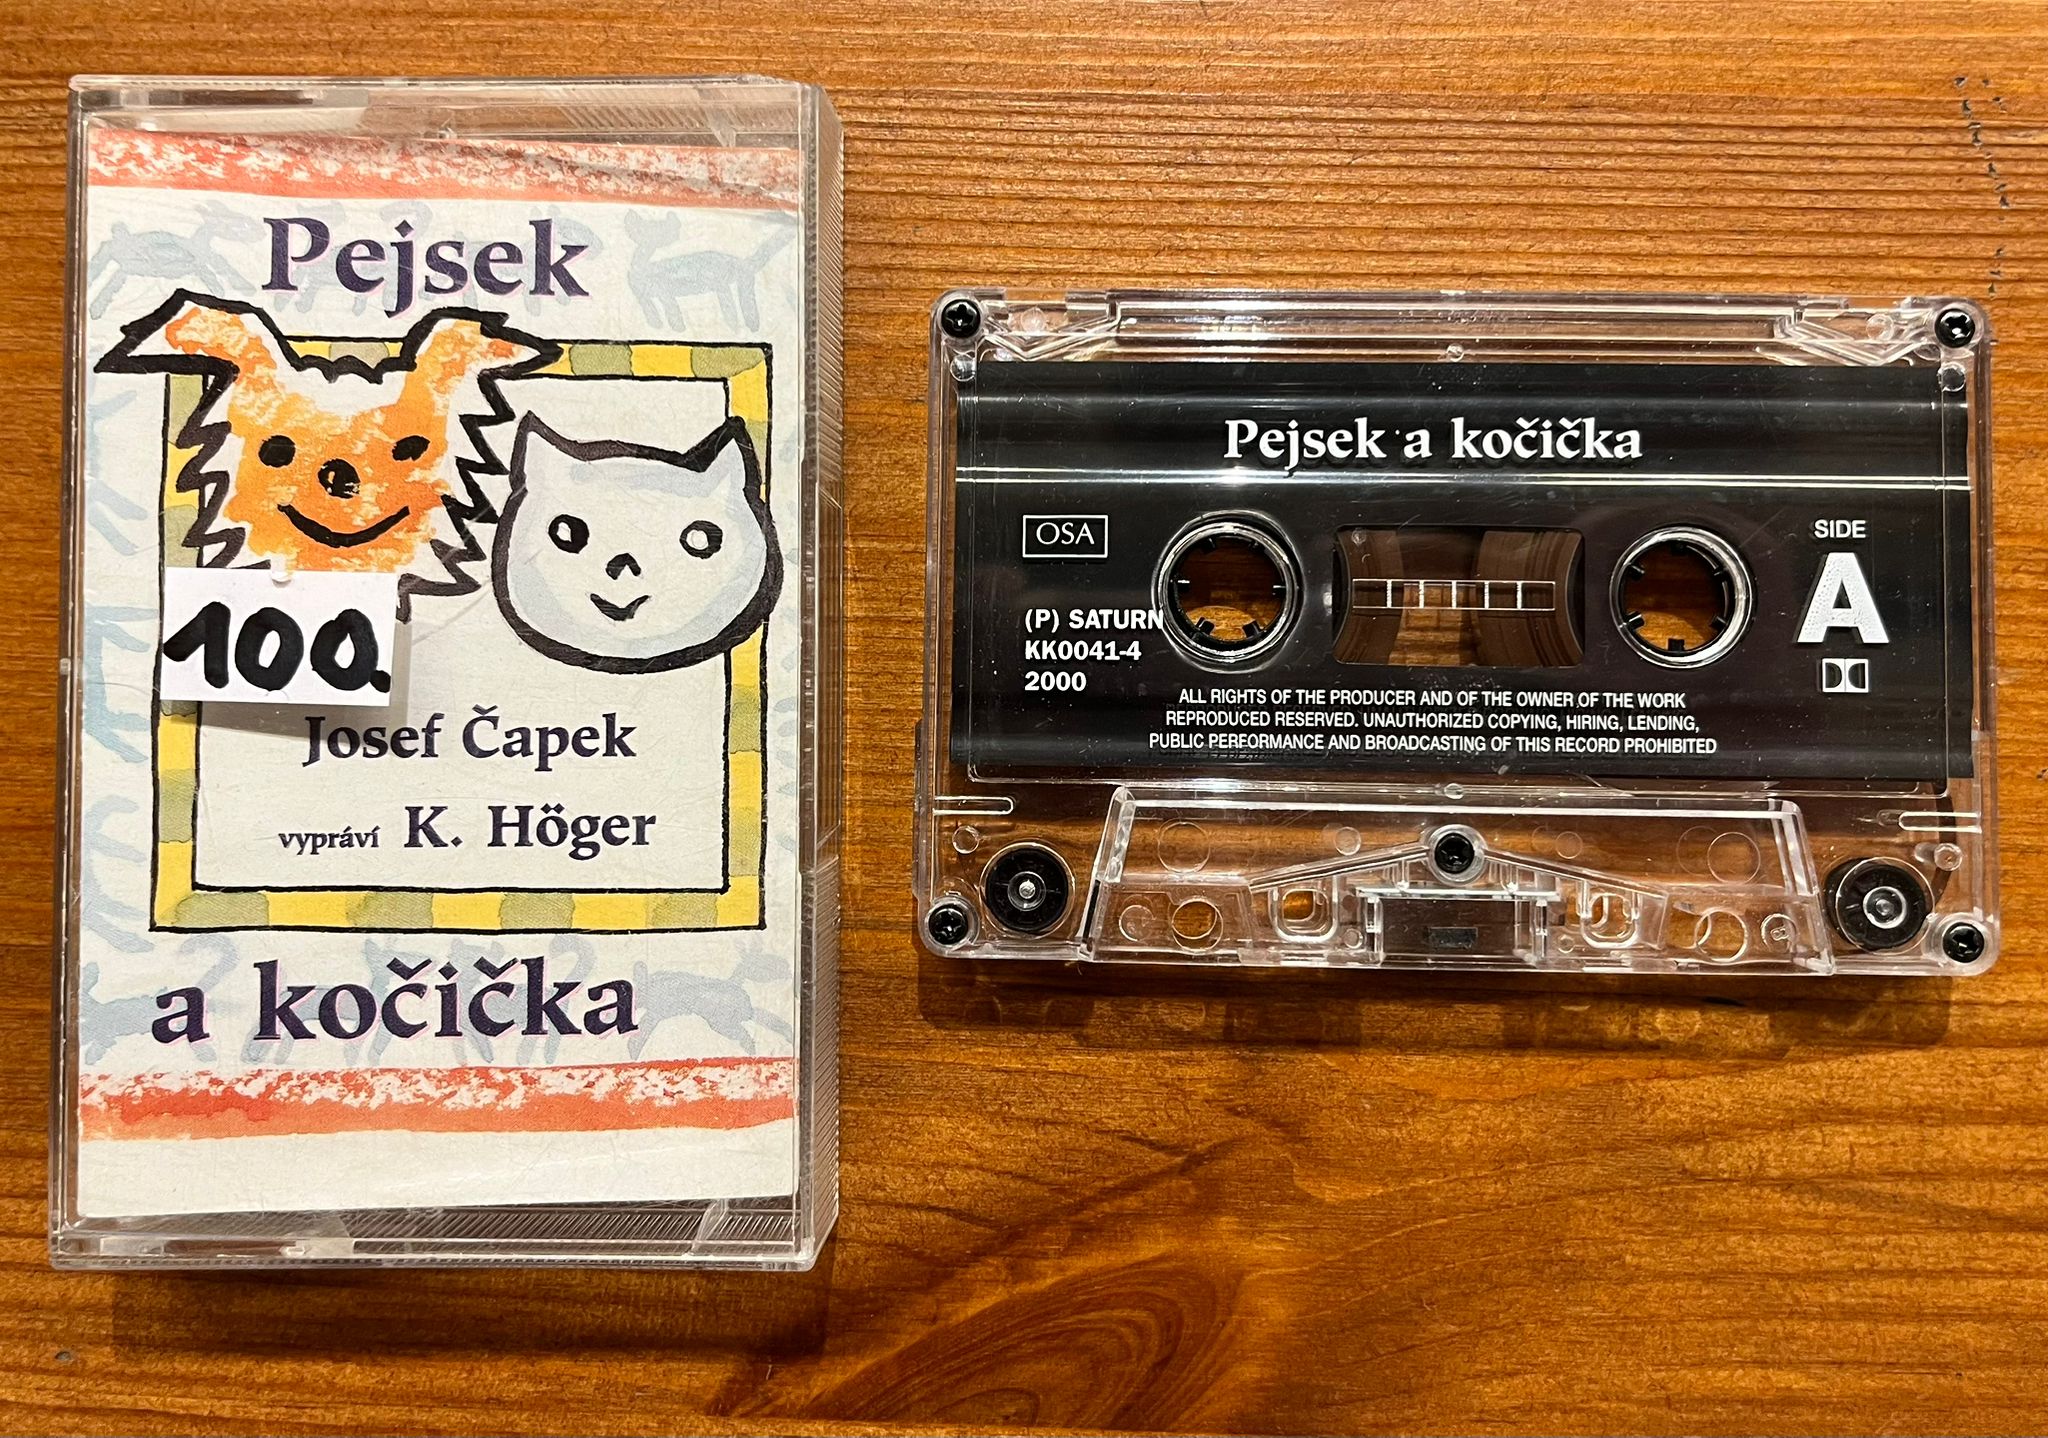 Pejsek
100.
Josef Čapek
vypráví K. Höger
a kočička
Pejsek a kočička
OSA
SIDE
A
(P) SATURN
KK0041-4
2000
ALL RIGHTS OF THE PRODUCER AND OF THE OWNER OF THE WORK
REPRODUCED RESERVED. UNAUTHORIZED COPYING, HIRING, LENDING,
PUBLIC PERFORMANCE AND BROADCASTING OF THIS RECORD PROHIBITED